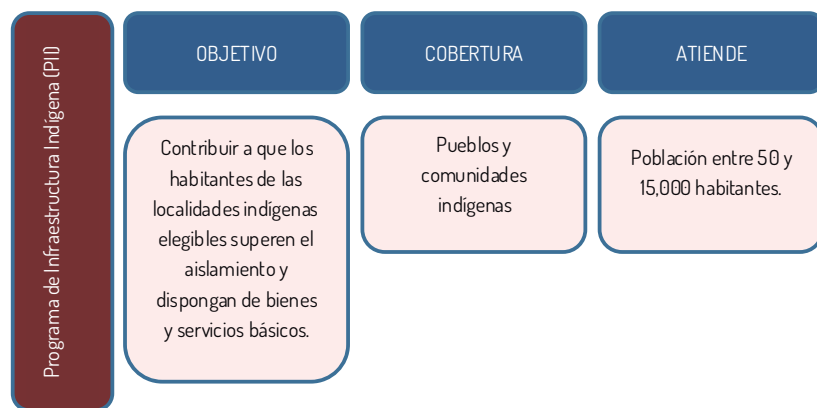 Programa de Infraestructura Indígena (PII)
OBJETIVO
Contribuir a que los
habitantes de las
localidades indígenas
elegibles superen el
aislamiento y
dispongan de bienes
y servicios básicos.
COBERTURA
Pueblos y
comunidades
indígenas
ATIENDE
Población entre 50 y
15,000 habitantes.